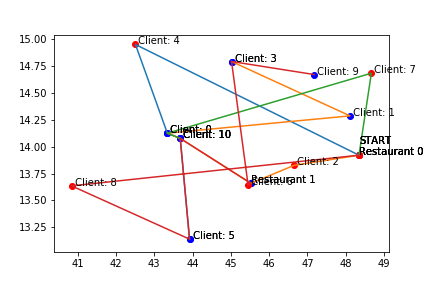 15.00
14.75
14.50
14.25
14.00
13.75
13.50
13.25
41
42
43
44
45
46
47
48
49
Client: 4
Client: 3
Client: 9
Client: 7
Client: 1
Client: 0
Client: 10
START
Restaurant 0
Client: 2
Restaurant 1
Client: 6
Client: 8
Client: 5